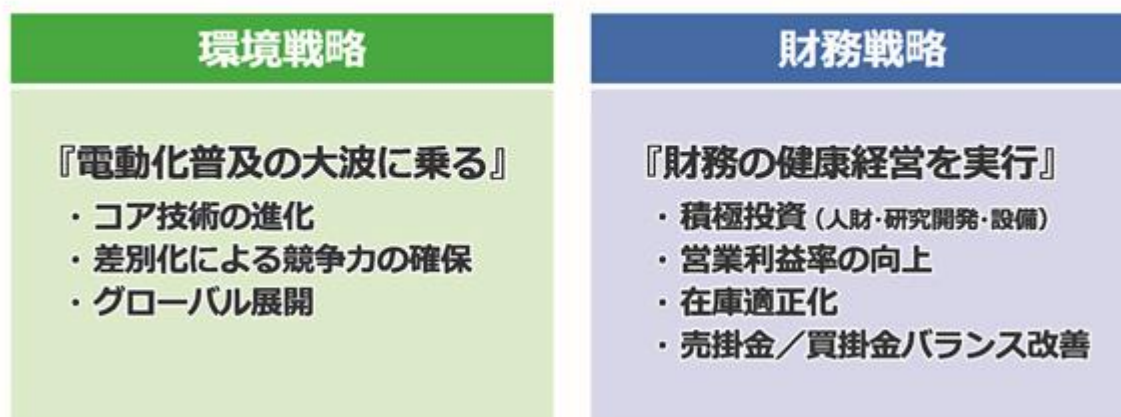 環境戦略
『電動化普及の大波に乗る』
・コア技術の進化
・差別化による競争力の確保
・グローバル展開
財務戦略
『財務の健康経営を実行』
・積極投資（人財・研究開発・設備）
・営業利益率の向上
・在庫適正化
・売掛金／買掛金バランス改善